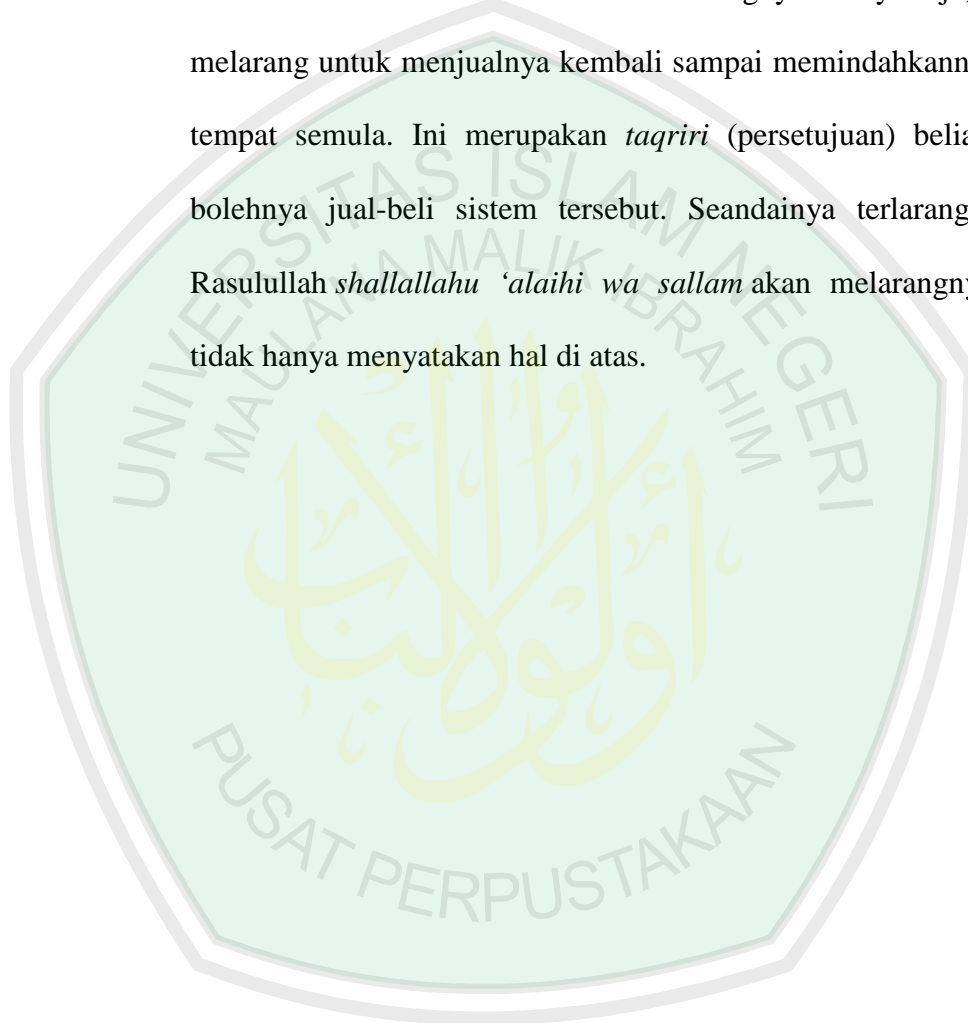 melarang untuk menjualnya kembali sampai memindahkann
tempat semula. Ini merupakan taqriri (persetujuan) belia
bolehnya jual-beli sistem tersebut. Seandainya terlarang
Rasulullah shallallahu ‘alaihi wa sallam akan melarangny
tidak hanya menyatakan hal di atas.
UNIVERSITAS ISLAM NEGERI
MAULANA MALIK IBRAHIM
PUSAT PERPUSTAKAAN